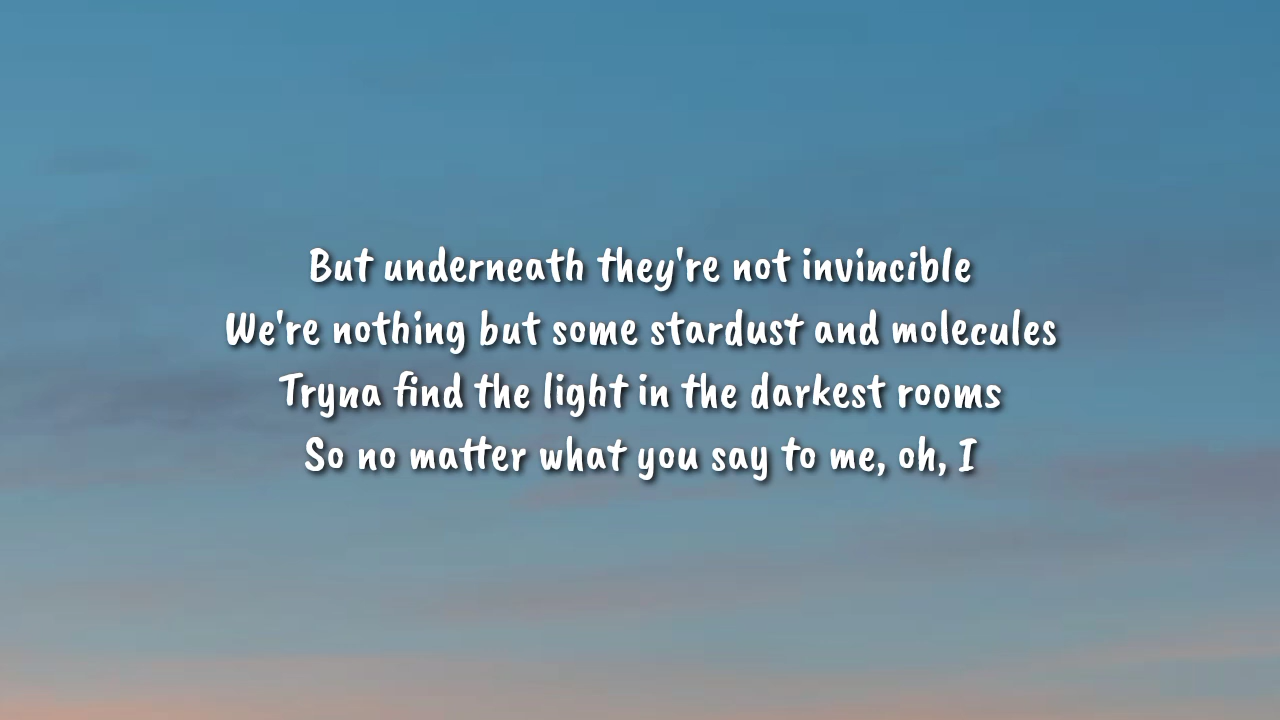 But underneath they're not invincible
We're nothing but some stardust and molecules
Tryna find the light in the darkest rooms
So no matter what you say to me, oh, I